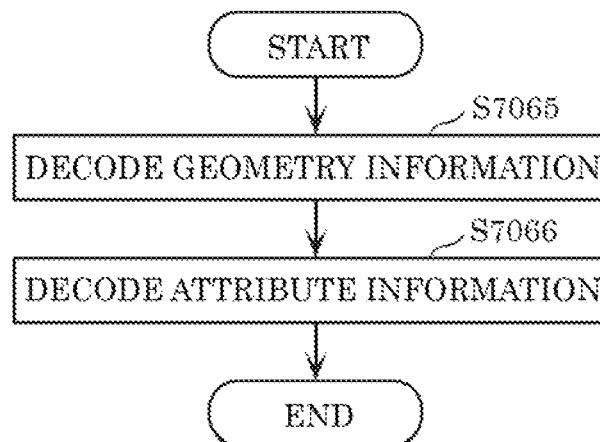 START
S7065
DECODE GEOMETRY INFORMATION
S7066
DECODE ATTRIBUTE INFORMATION
END